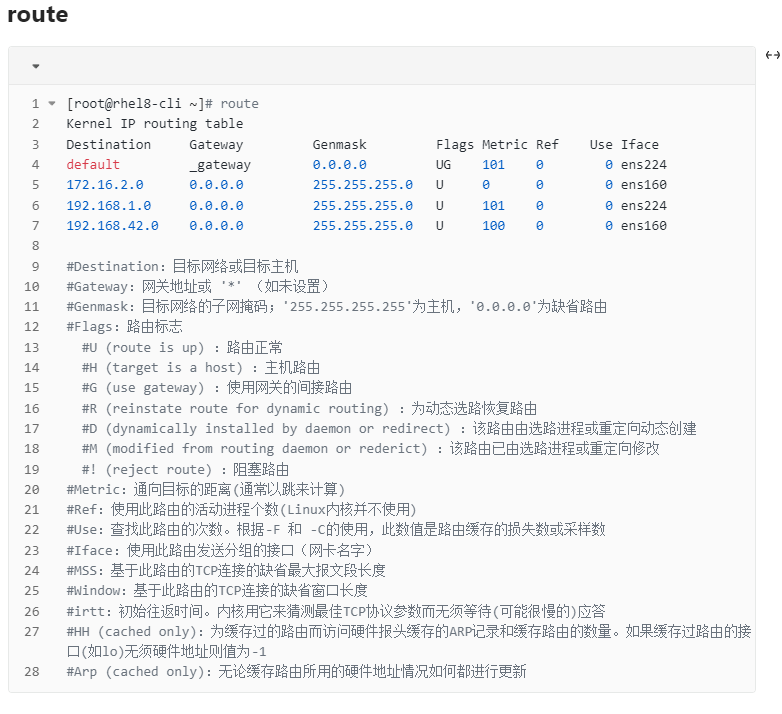 route
1 [root@rhel8-cli ~]# route
2 Kernel IP routing table
3 Destination Gateway Genmask Flags Metric Ref Use Iface
4 default _gateway 0.0.0.0 UG 101 0 0 ens224
5 172.16.2.0 0.0.0.0 255.255.255.0 U 0 0 0 ens160
6 192.168.1.0 0.0.0.0 255.255.255.0 U 101 0 0 ens224
7 192.168.42.0 0.0.0.0 255.255.255.0 U 100 0 0 ens160
8
9 #Destination：目标网络或目标主机
10 #Gateway：网关地址或 '*' （如未设置）
11 #Genmask：目标网络的子网掩码；'255.255.255.255'为主机，'0.0.0.0'为缺省路由
12 #Flags：路由标志
13 #U (route is up) ：路由正常
14 #H (target is a host) ：主机路由
15 #G (use gateway) ：使用网关的间接路由
16 #R (reinstate route for dynamic routing) ：为动态选路恢复路由
17 #D (dynamically installed by daemon or redirect) ：该路由由选路进程或重定向动态创建
18 #M (modified from routing daemon or rederict) ：该路由已由选路进程或重定向修改
19 #! (reject route) ：阻塞路由
20 #Metric：通向目标的距离(通常以跳来计算)
21 #Ref：使用此路由的活动进程个数(Linux内核并不使用)
22 #Use：查找此路由的次数。根据-F 和 -C的使用，此数值是路由缓存的损失数或采样数
23 #Iface：使用此路由发送分组的接口（网卡名字）
24 #MSS：基于此路由的TCP连接的缺省最大报文段长度
25 #Window：基于此路由的TCP连接的缺省窗口长度
26 #irtt：初始往返时间。内核用它来猜测最佳TCP协议参数而无须等待(可能很慢的)应答
27 #HH (cached only)：为缓存过的路由而访问硬件报头缓存的ARP记录和缓存路由的数量。如果缓存过路由的接
口(如lo)无须硬件地址则值为-1
28 #Arp (cached only)：无论缓存路由所用的硬件地址情况如何都进行更新